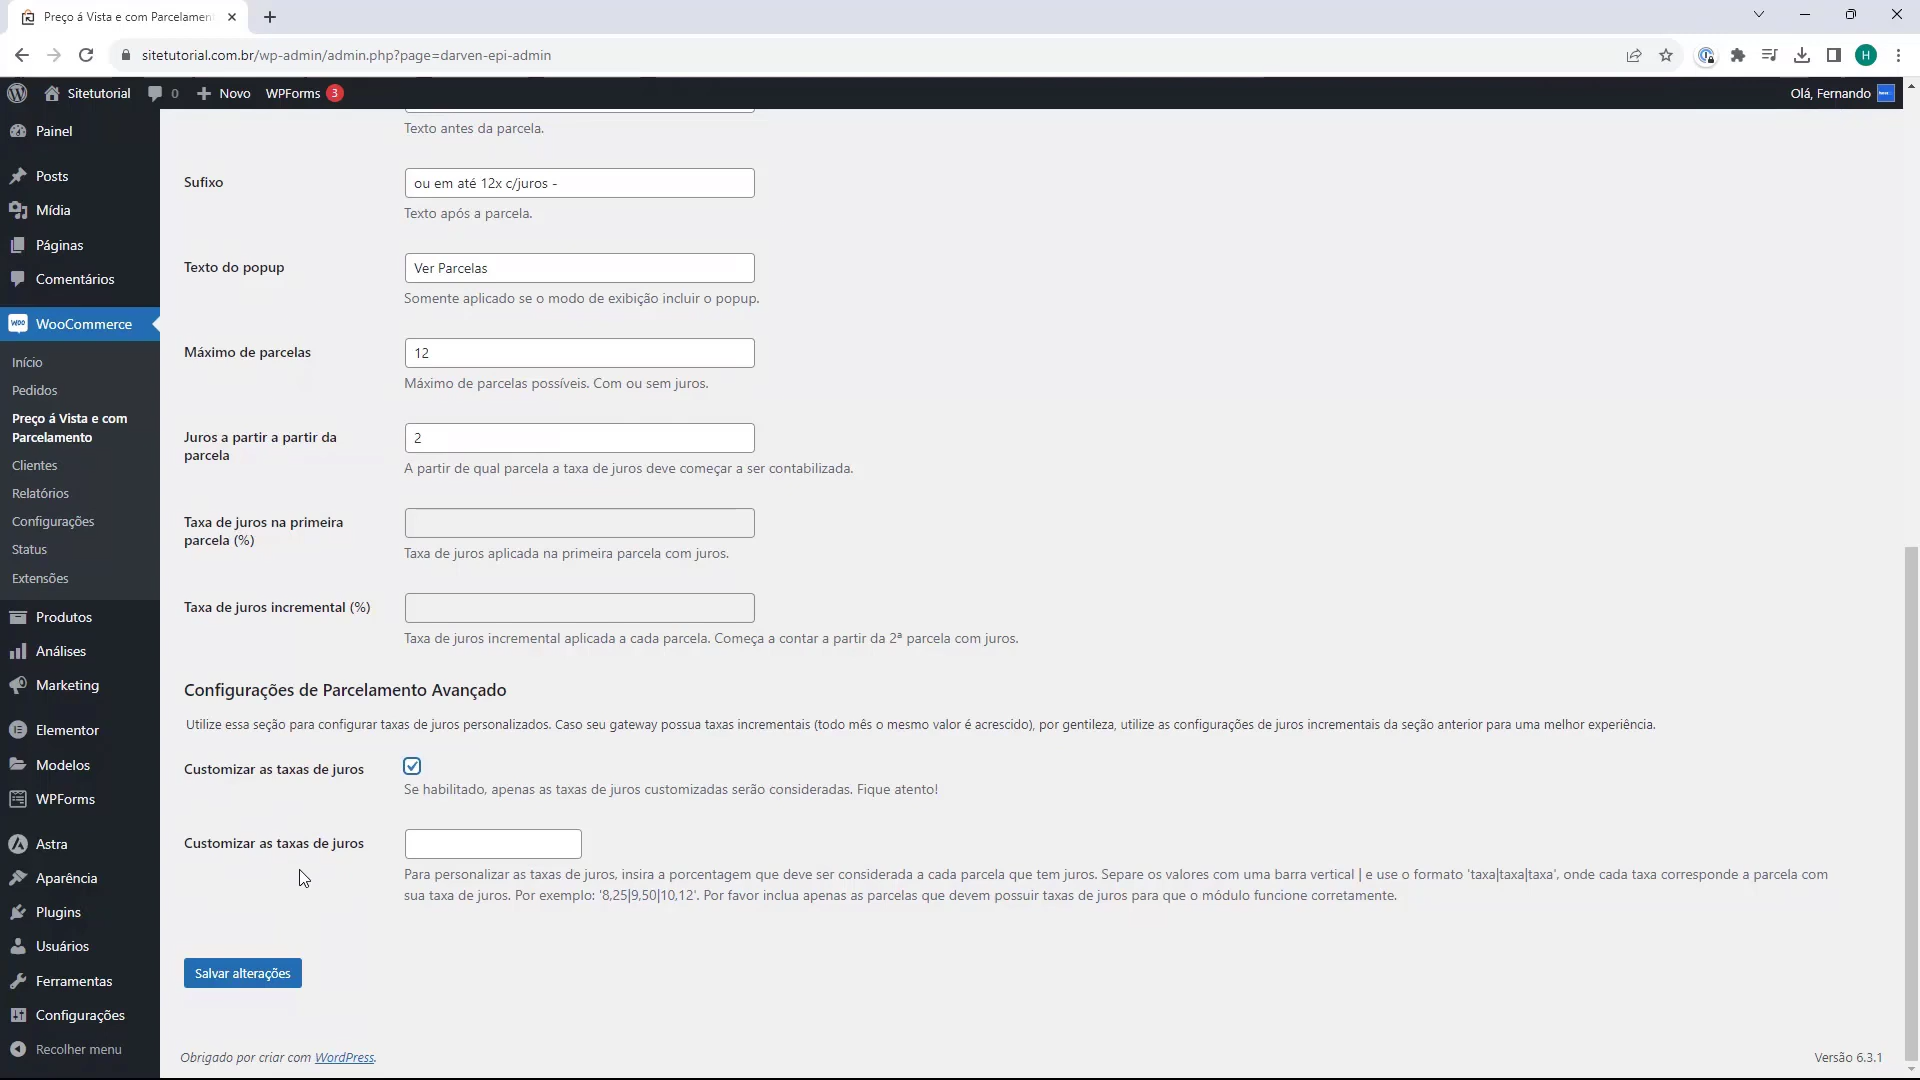 Preço á Vista e com Parcelamen
sitetutorial.com.br/wp-admin/admin.php?page=darven-epi-admin
H
Sitetutorial
0
Novo
WPForms 3
Olá, Fernando
Painel
Posts
Mídia
Páginas
Comentários
WooCommerce
Início
Pedidos
Preço á Vista e com
Parcelamento
Clientes
Relatórios
Configurações
Status
Extensões
Produtos
Análises
Marketing
Elementor
Modelos
WPForms
Astra
Aparência
Plugins
Usuários
Ferramentas
Configurações
Recolher menu
Texto antes da parcela.
Sufixo
ou em até 12x c/juros -
Texto após a parcela.
Texto do popup
Ver Parcelas
Somente aplicado se o modo de exibição incluir o popup.
Máximo de parcelas
12
Máximo de parcelas possíveis. Com ou sem juros.
Juros a partir a partir da
parcela
2
A partir de qual parcela a taxa de juros deve começar a ser contabilizada.
Taxa de juros na primeira
parcela (%)
Taxa de juros aplicada na primeira parcela com juros.
Taxa de juros incremental (%)
Taxa de juros incremental aplicada a cada parcela. Começa a contar a partir da 2ª parcela com juros.
Configurações de Parcelamento Avançado
Utilize essa seção para configurar taxas de juros personalizados. Caso seu gateway possua taxas incrementais (todo mês o mesmo valor é acrescido), por gentileza, utilize as configurações de juros incrementais da seção anterior para uma melhor experiência.
Customizar as taxas de juros
Se habilitado, apenas as taxas de juros customizadas serão consideradas. Fique atento!
Customizar as taxas de juros
Para personalizar as taxas de juros, insira a porcentagem que deve ser considerada a cada parcela que tem juros. Separe os valores com uma barra vertical | e use o formato 'taxa|taxa|taxa', onde cada taxa corresponde a parcela com
sua taxa de juros. Por exemplo: '8,25|9,50|10,12'. Por favor inclua apenas as parcelas que devem possuir taxas de juros para que o módulo funcione corretamente.
Salvar alterações
Obrigado por criar com WordPress.
Versão 6.3.1